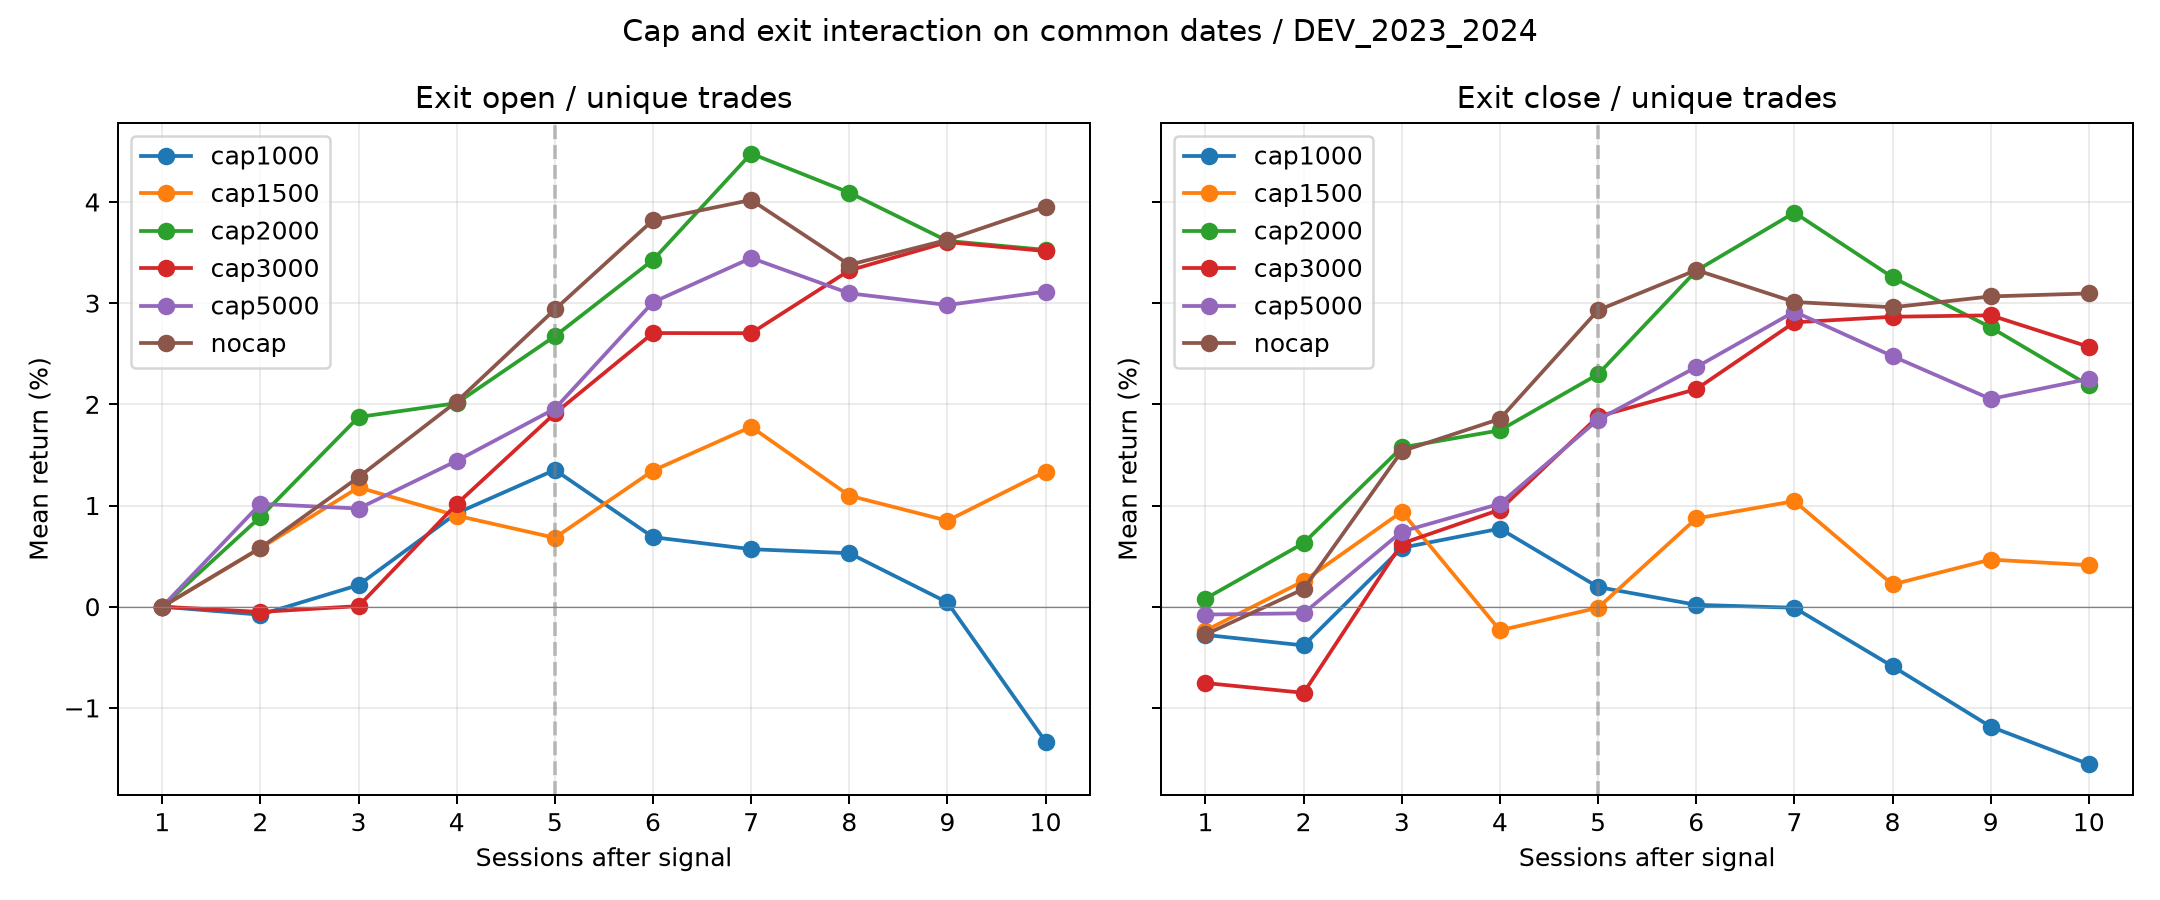 Cap and exit interaction on common dates / DEV_2023_2024
Exit open / unique trades
cap1000
cap1500
cap2000
cap3000
cap5000
nocap
Mean return (%)
4
3
2
1
0
−1
1 2 3 4 5 6 7 8 9 10
Sessions after signal
Exit close / unique trades
cap1000
cap1500
cap2000
cap3000
cap5000
nocap
Mean return (%)
1 2 3 4 5 6 7 8 9 10
Sessions after signal